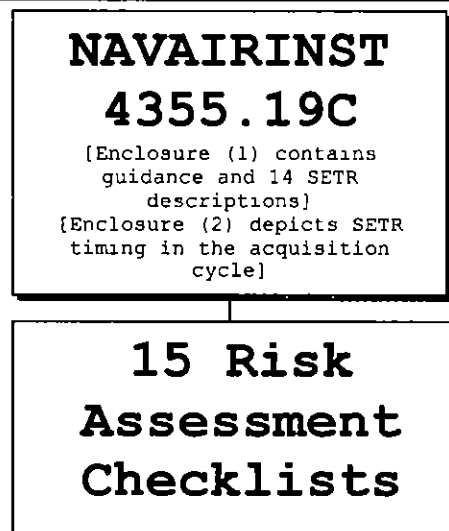 NAVAIRINST
4355.19C
[Enclosure (1) contains
guidance and 14 SETR
descriptions]
[Enclosure (2) depicts SETR
timing in the acquisition
cycle]
15 Risk
Assessment
Checklists